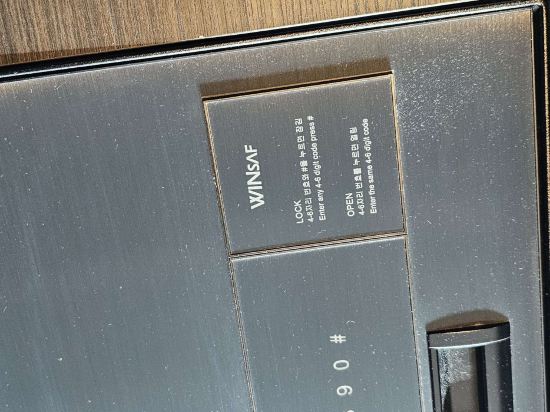 WINSAF
LOCK
4-6자리 번호와 #을 누르면 잠김
Enter any 4-6 digit code press #
OPEN
4-6자리 번호를 누르면 열림
Enter the same 4-6 digit code
9 0 #